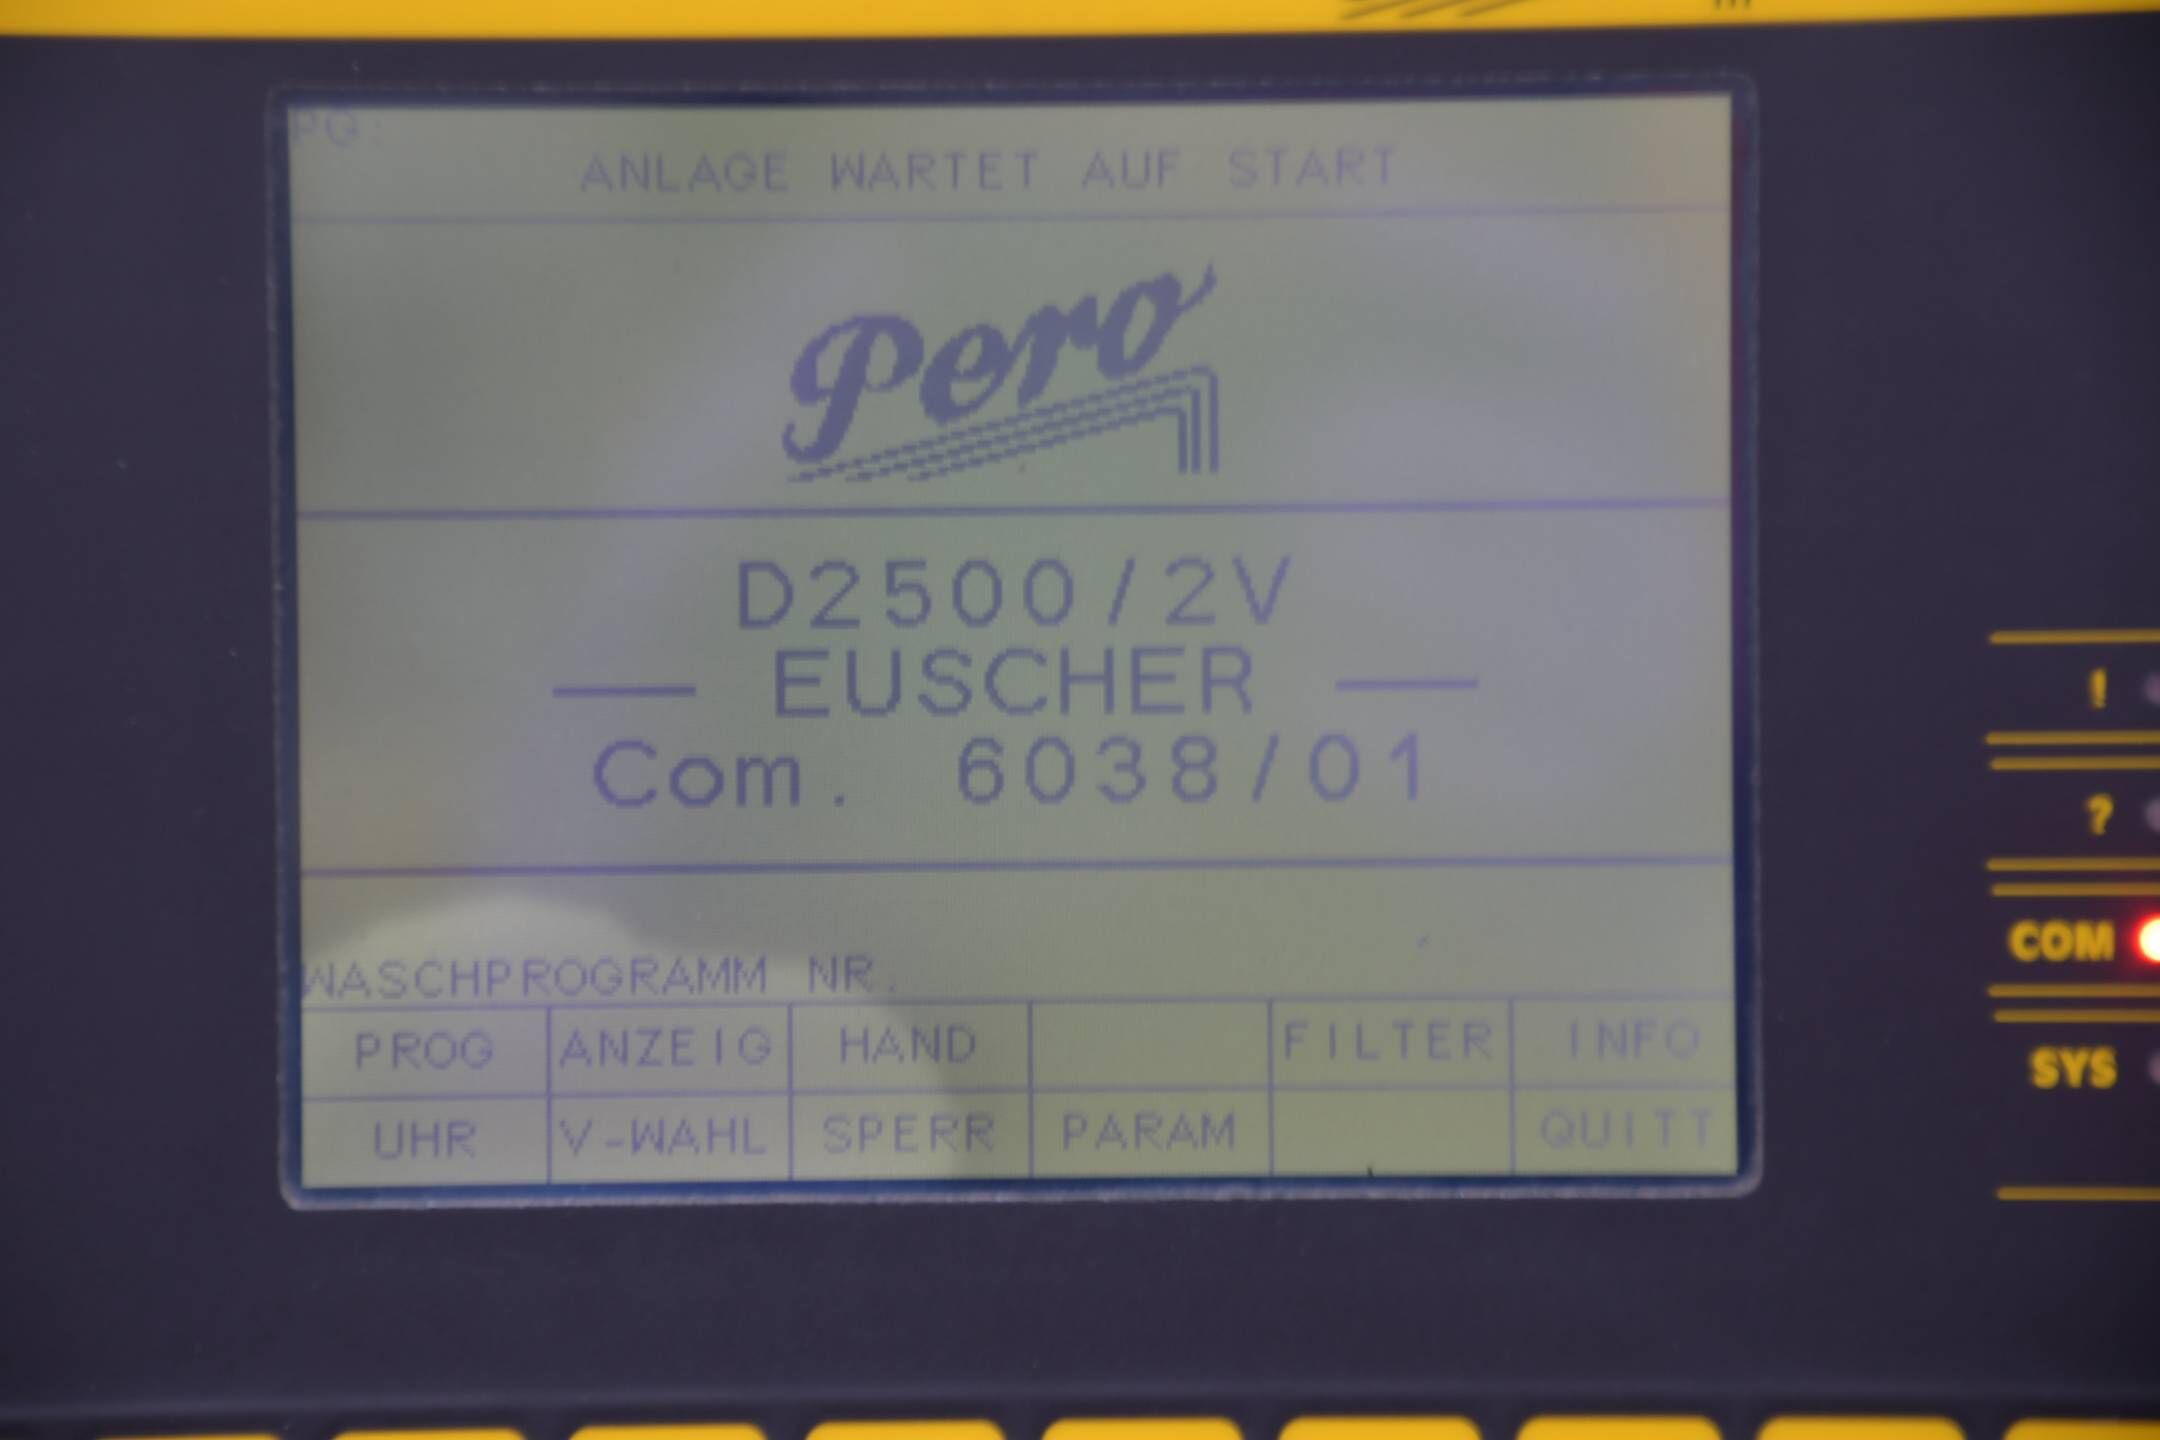 PG:
ANLAGE WARTET AUF START
Pero
D2500/2V
— EUSCHER —
Com. 6038/01
WASCHPROGRAMM NR.
PROG ANZEIG HAND FILTER INFO
UHR V-WAHL SPERR PARAM QUITT
!
?
COM
SYS